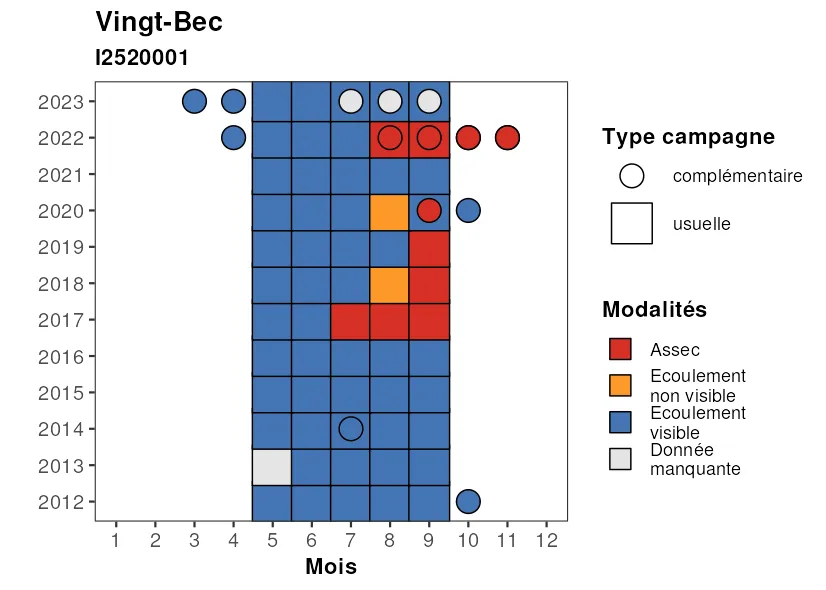 Vingt-Bec
I2520001
2023
2022
2021
2020
2019
2018
2017
2016
2015
2014
2013
2012
1 2 3 4 5 6 7 8 9 10 11 12
Mois
Type campagne
complémentaire
usuelle
Modalités
Assec
Ecoulement
non visible
Ecoulement
visible
Donnée
manquante